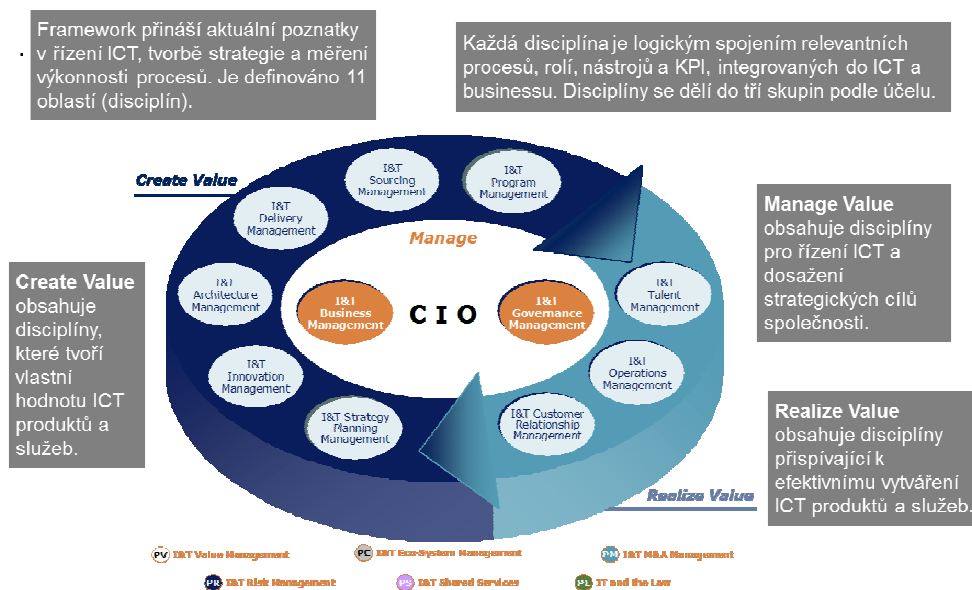 Framework přináší aktuální poznatky
v řízení ICT, tvorbě strategie a měření
výkonnosti procesů. Je definováno 11
oblastí (disciplín).
Každá disciplína je logickým spojením relevantních
procesů, rolí, nástrojů a KPI, integrovaných do ICT a
businessu. Disciplíny se dělí do tří skupin podle účelu.
Create Value
I&T
Sourcing
Management
I&T
Program
Management
I&T
Delivery
Management
Manage
Manage Value
obsahuje disciplíny
pro řízení ICT a
dosažení
strategických cílů
společnosti.
Create Value
obsahuje
disciplíny,
které tvoří
vlastní
hodnotu ICT
produktů a
služeb.
I&T
Architecture
Management
I&T
Business
Management
CIO
I&T
Governance
Management
I&T
Talent
Management
I&T
Innovation
Management
I&T
Operations
Management
I&T Strategy
Planning
Management
I&T Customer
Relationship
Management
Realize Value
obsahuje disciplíny
přispívající k
efektivnímu vytváření
ICT produktů a služeb.
Realize Value
PV I&T Value Management
PC I&T Eco-System Management
PM I&T M&A Management
PR I&T Risk Management
PS I&T Shared Services
PL IT and the Law